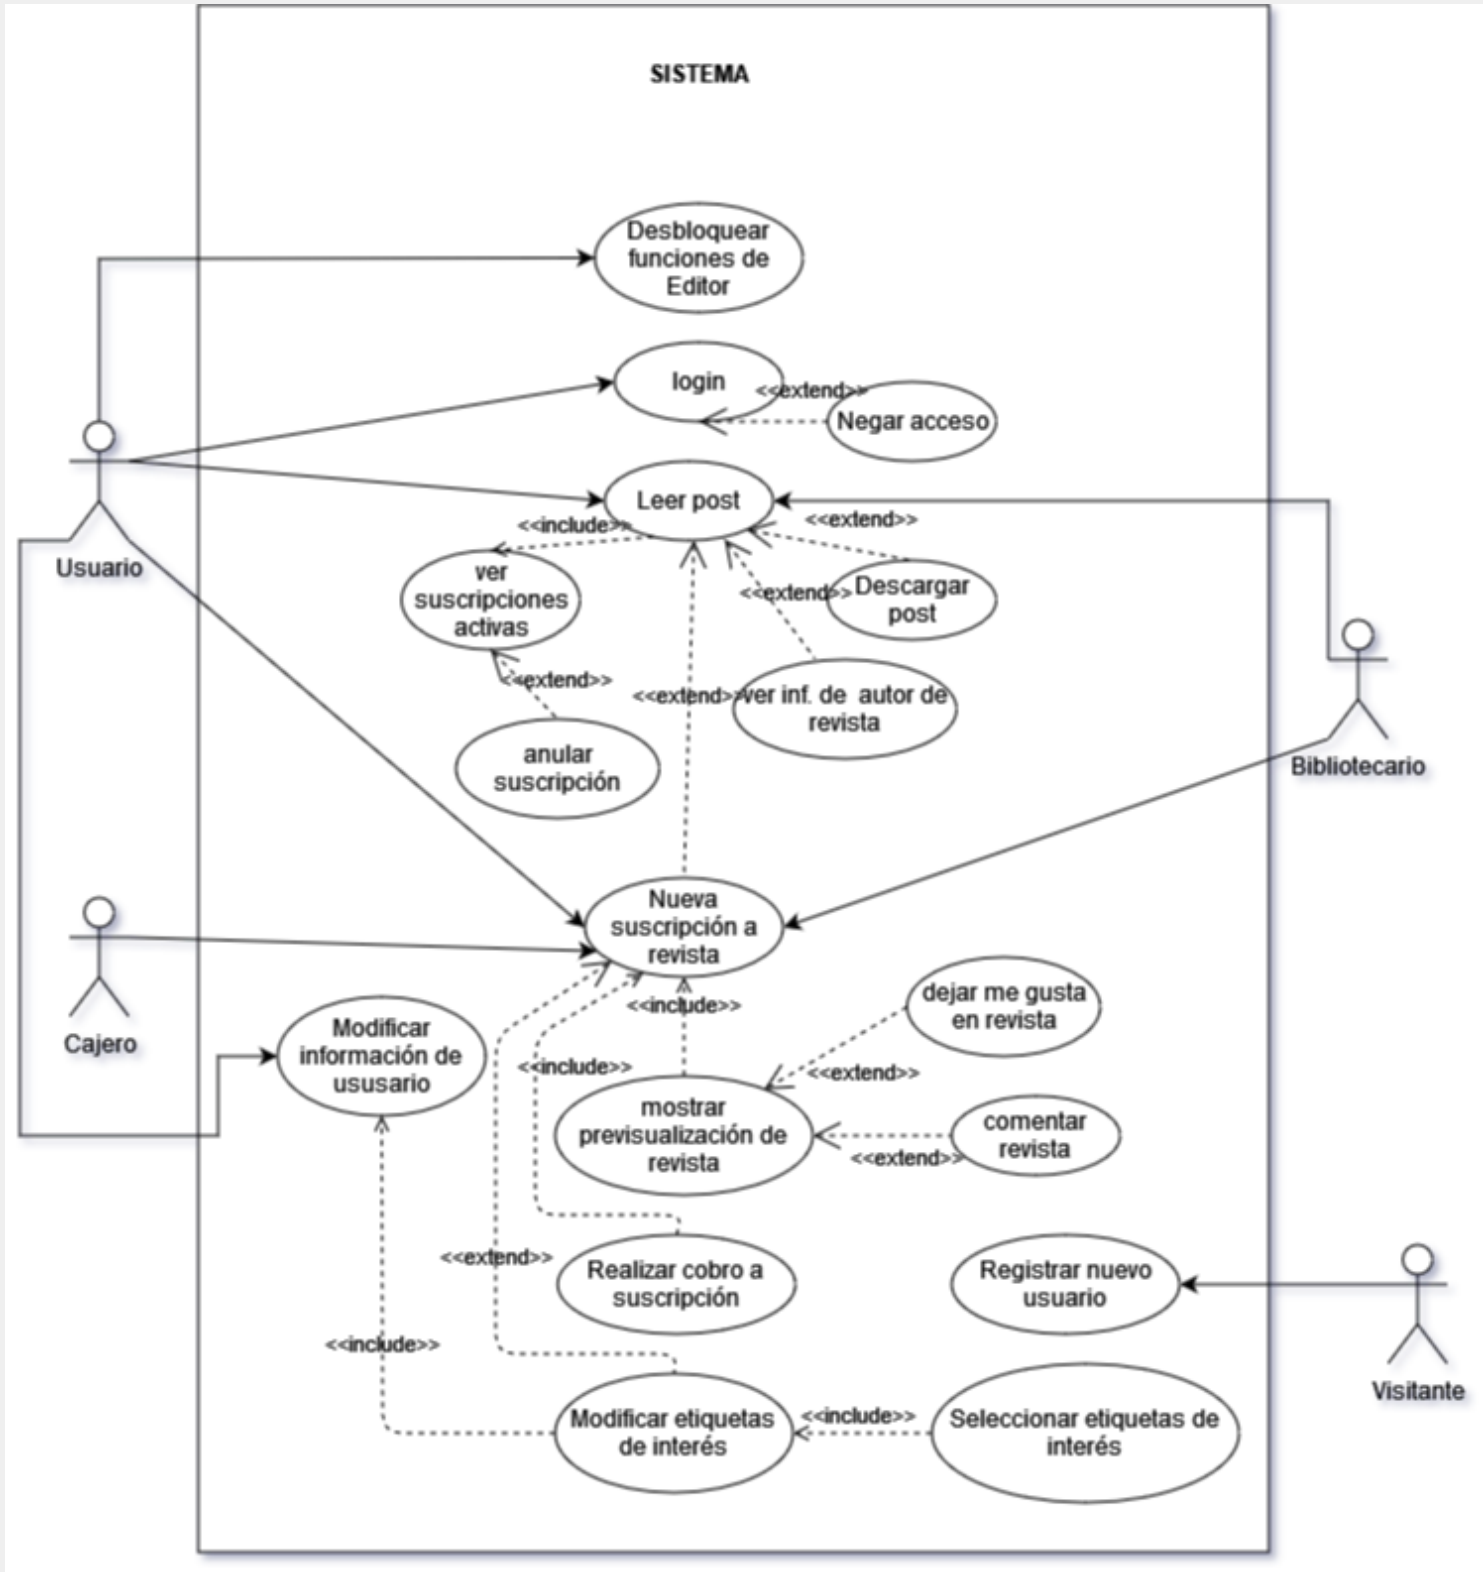 SISTEMA
Desbloquear
funciones de
Editor
login
<<extend>>
Negar acceso
Leer post
<<include>>
<<extend>>
ver
suscripciones
activas
<<extend>>
Descargar
post
Usuario
<<extend>>
<<extend>>
ver inf. de autor de
revista
anular
suscripción
Bibliotecario
Nueva
suscripción a
revista
<<include>>
dejar me gusta
en revista
Cajero
Modificar
información de
ususario
<<include>>
<<extend>>
mostrar
previsualización de
revista
comentar
revista
<<extend>>
<<extend>>
Realizar cobro a
suscripción
Registrar nuevo
usuario
<<include>>
Visitante
Modificar etiquetas
de interés
<<include>>
Seleccionar etiquetas de
interés